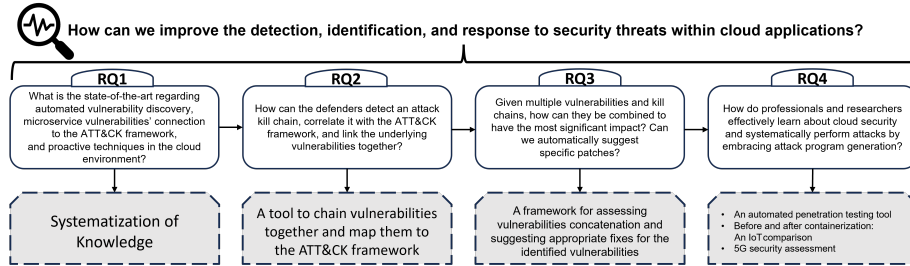 How can we improve the detection, identification, and response to security threats within cloud applications?
RQ1
What is the state-of-the-art regarding
automated vulnerability discovery,
microservice vulnerabilities' connection
to the ATT&CK framework,
and proactive techniques in the cloud
environment?
RQ2
How can the defenders detect an attack
kill chain, correlate it with the ATT&CK
framework, and link the underlying
vulnerabilities together?
RQ3
Given multiple vulnerabilities and kill
chains, how can they be combined to
have the most significant impact? Can
we automatically suggest
specific patches?
RQ4
How do professionals and researchers
effectively learn about cloud security
and systematically perform attacks by
embracing attack program generation?
Systematization of
Knowledge
A tool to chain vulnerabilities
together and map them to
the ATT&CK framework
A framework for assessing
vulnerabilities concatenation and
suggesting appropriate fixes for the
identified vulnerabilities
• An automated penetration testing tool
• Before and after containerization:
An IoT comparison
• 5G security assessment